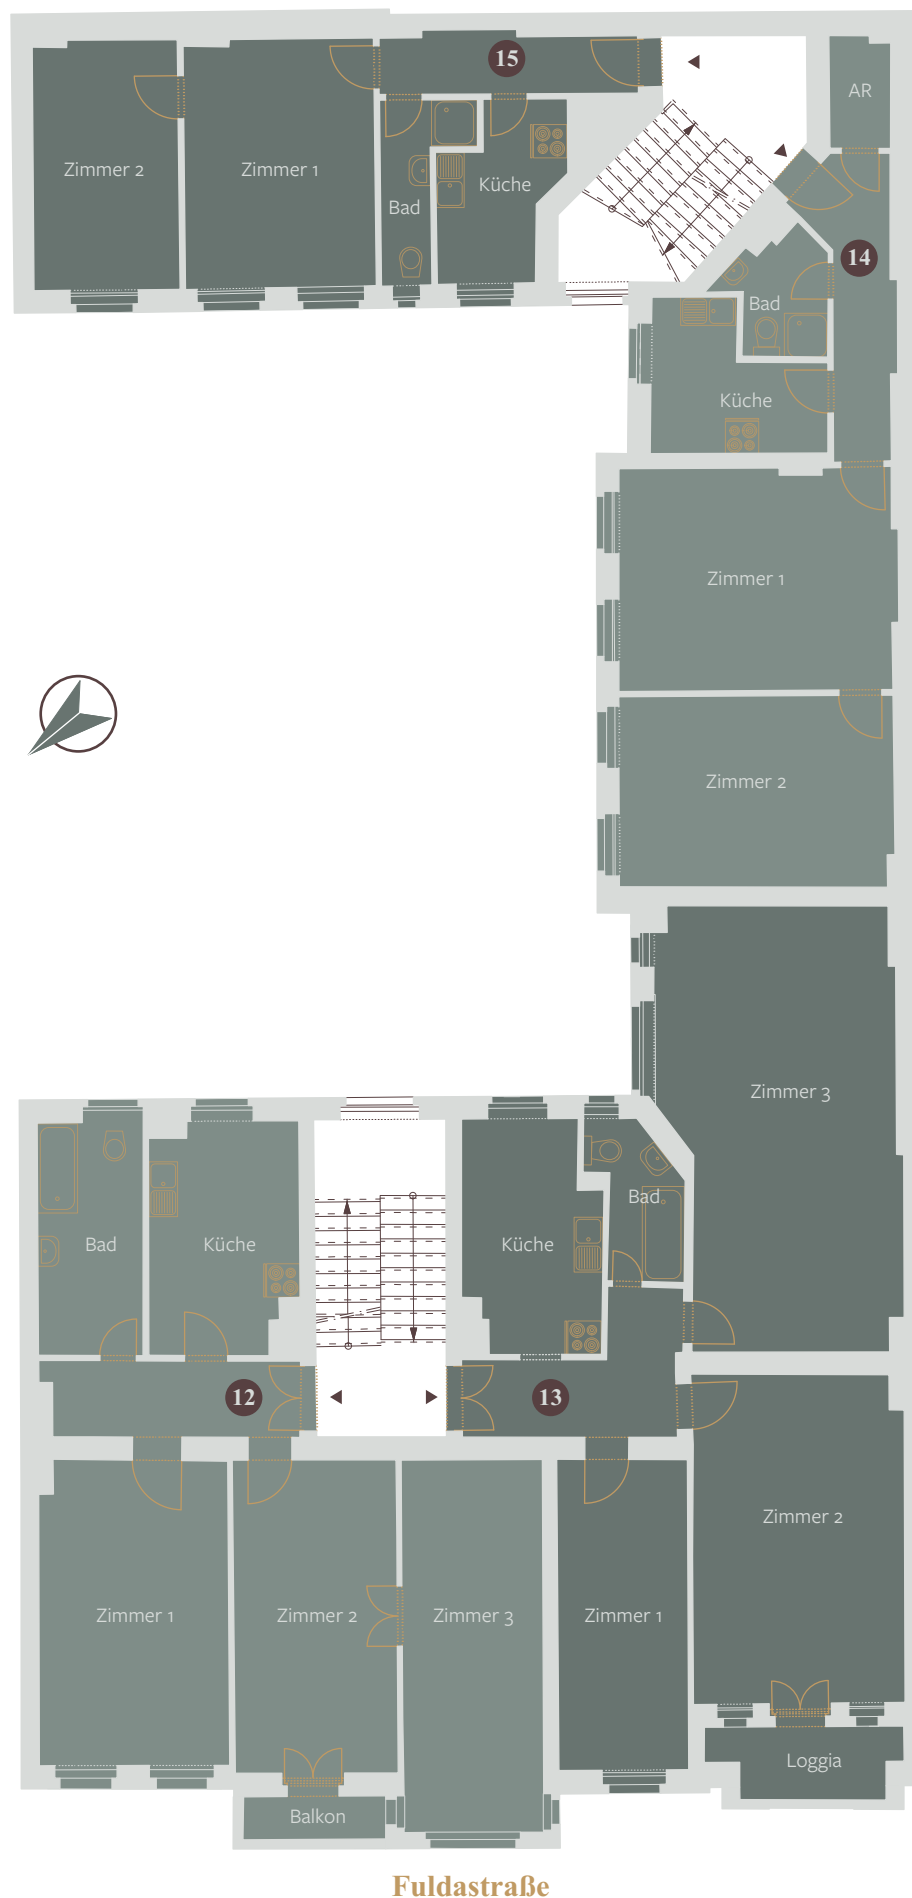 15
AR
Zimmer 2
Zimmer 1
Küche
Bad
14
Bad
Küche
Zimmer 1
Zimmer 2
Zimmer 3
Bad
Bad
Küche
Küche
12
13
Zimmer 2
Zimmer 1
Zimmer 2
Zimmer 3
Zimmer 1
Loggia
Balkon
Fuldastraße